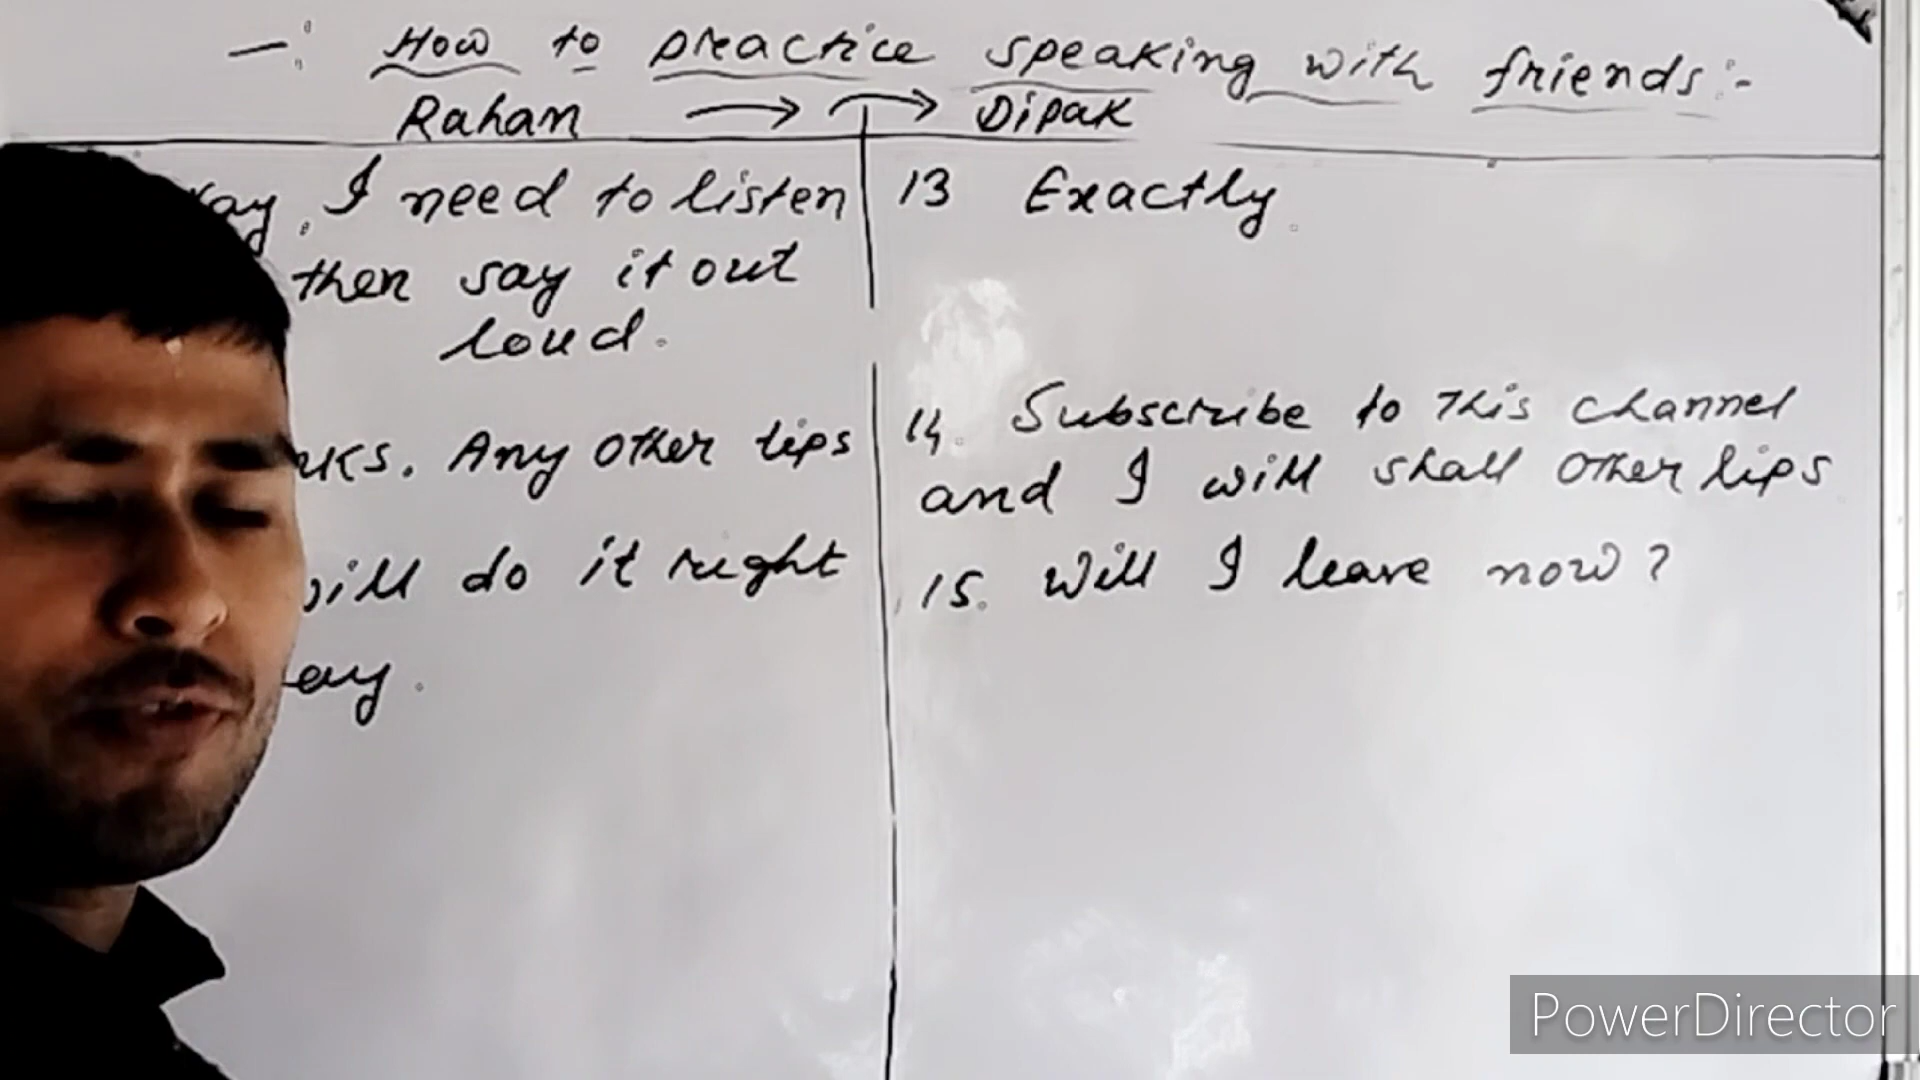 -: How to practice speaking with friends:-
Rahan → → Dipak
I need to listen
then say it out
loud.
Any other tips
do it right
13 Exactly.
14. Subscribe to This channel
and I will shall other tips
15. Will I leave now?
PowerDirector